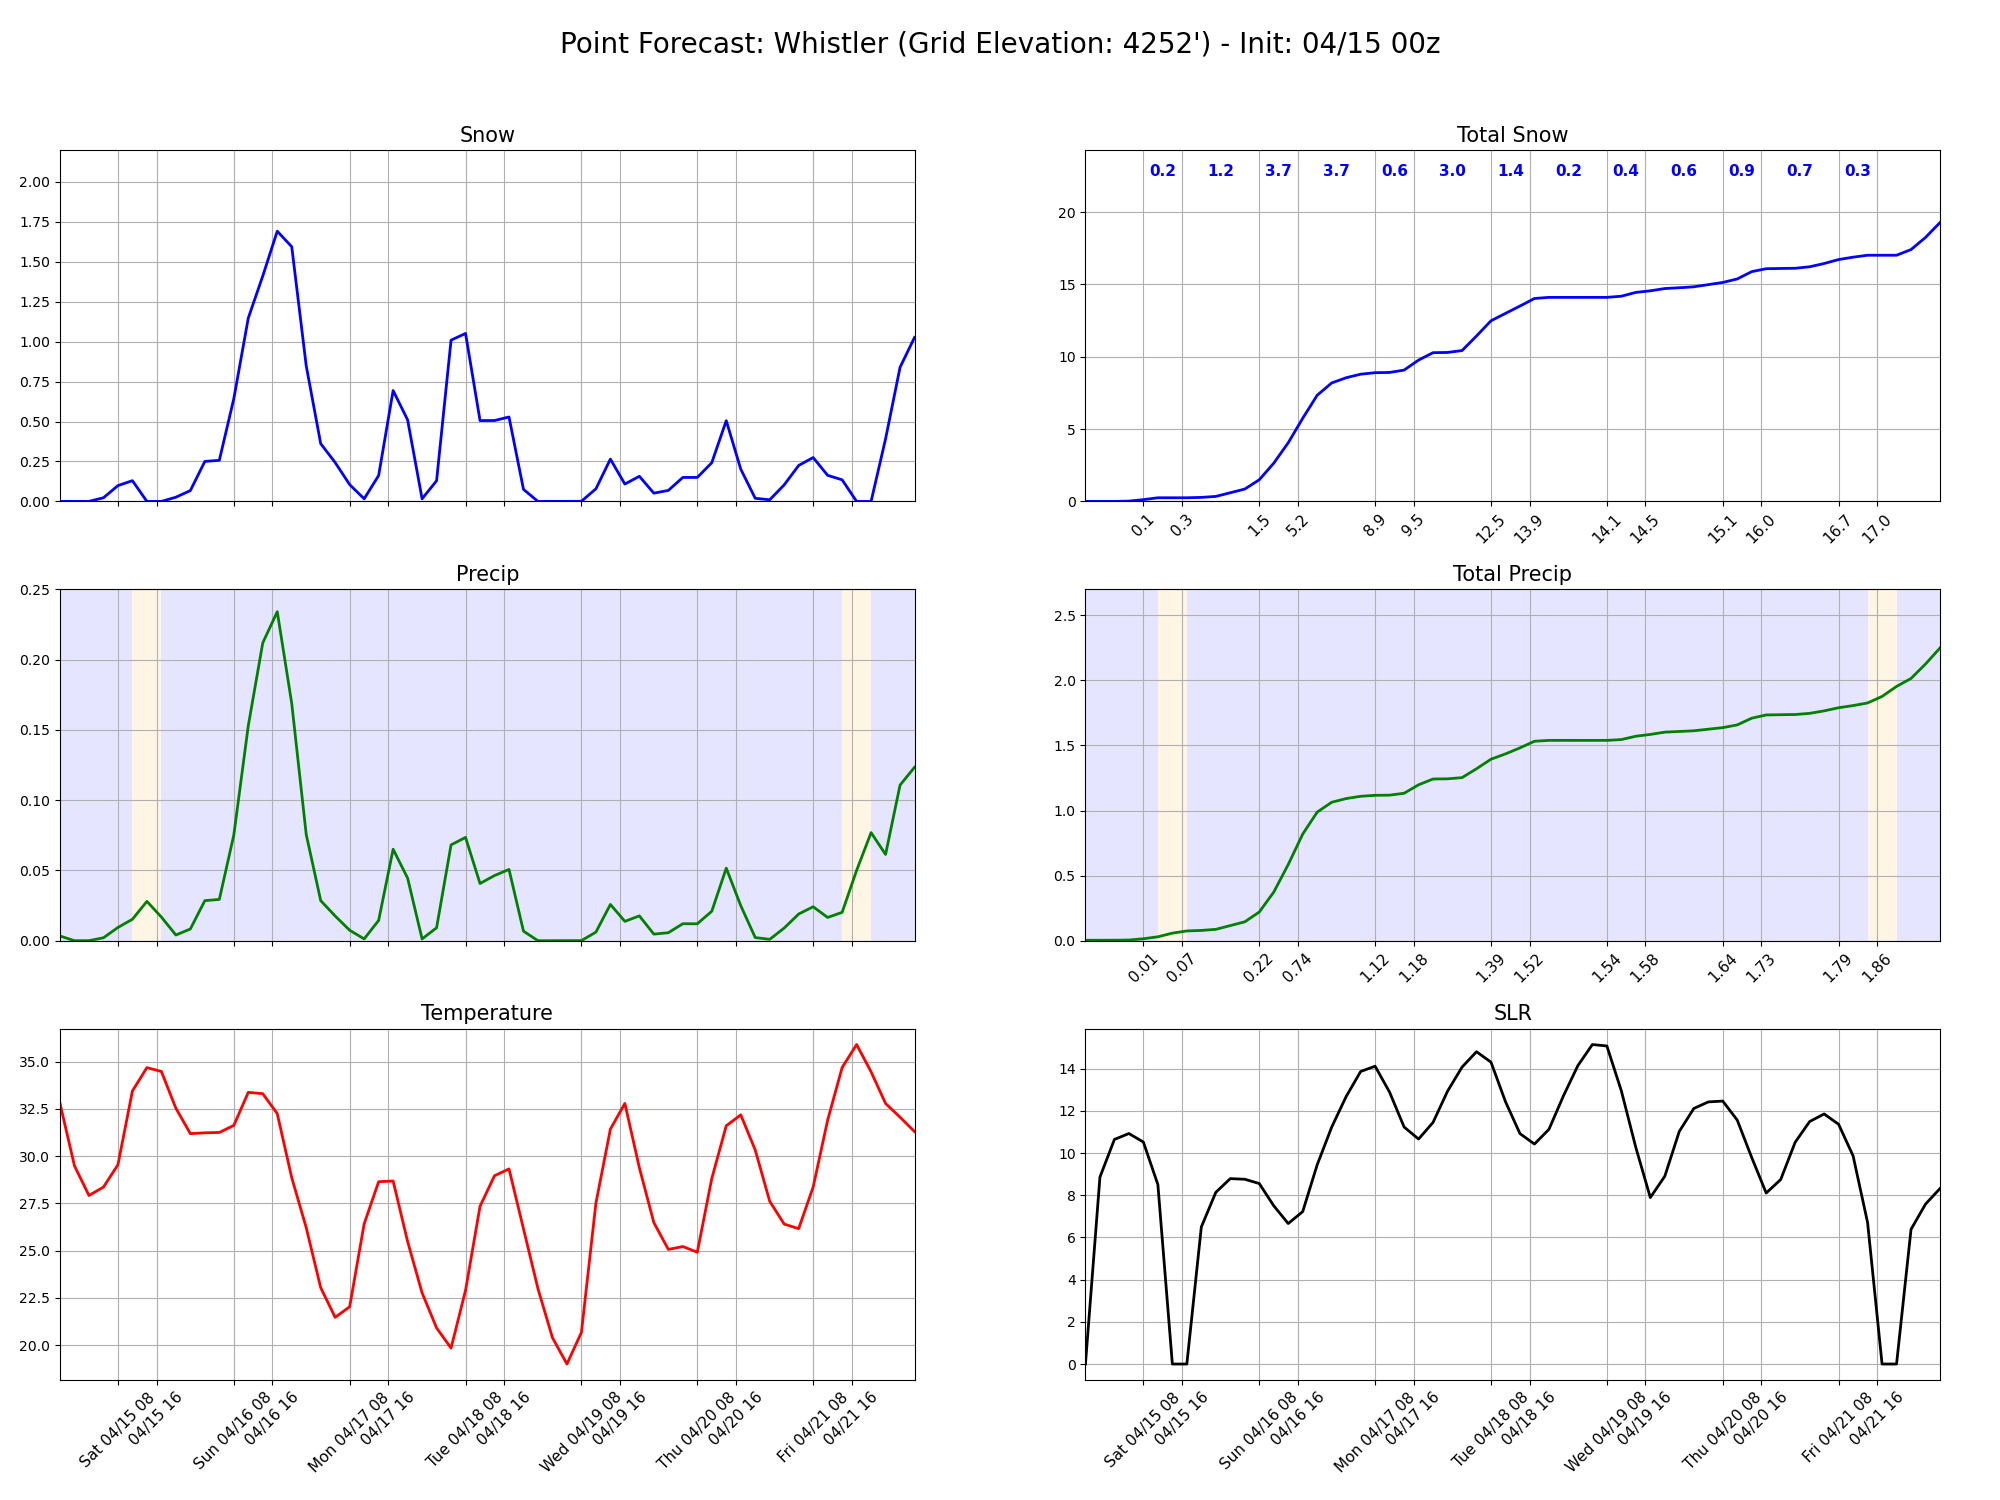 Point Forecast: Whistler (Grid Elevation: 4252') - Init: 04/15 00z
Snow
2.00
1.75
1.50
1.25
1.00
0.75
0.50
0.25
0.00
Total Snow
0.2 1.2 3.7 3.7 0.6 3.0 1.4 0.2 0.4 0.6 0.9 0.7 0.3
20
15
10
5
0
0.1 0.3 1.5 5.2 8.9 9.5 12.5 13.9 14.1 14.5 15.1 16.0 16.7 17.0
Precip
0.25
0.20
0.15
0.10
0.05
0.00
Total Precip
2.5
2.0
1.5
1.0
0.5
0.0
0.01 0.07 0.22 0.74 1.12 1.18 1.39 1.52 1.54 1.58 1.64 1.73 1.79 1.86
Temperature
35.0
32.5
30.0
27.5
25.0
22.5
20.0
Sat 04/15 08
04/15 16
Sun 04/16 08
04/16 16
Mon 04/17 08
04/17 16
Tue 04/18 08
04/18 16
Wed 04/19 08
04/19 16
Thu 04/20 08
04/20 16
Fri 04/21 08
04/21 16
SLR
14
12
10
8
6
4
2
0
Sat 04/15 08
04/15 16
Sun 04/16 08
04/16 16
Mon 04/17 08
04/17 16
Tue 04/18 08
04/18 16
Wed 04/19 08
04/19 16
Thu 04/20 08
04/20 16
Fri 04/21 08
04/21 16